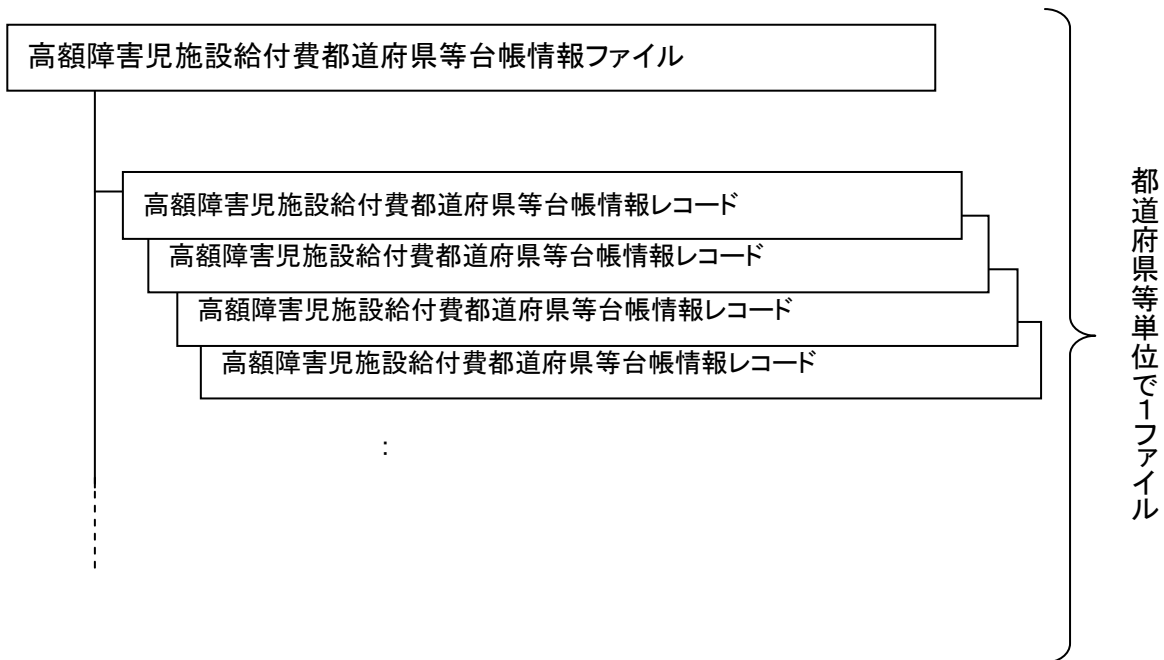 高額障害児施設給付費都道府県等台帳情報ファイル
高額障害児施設給付費都道府県等台帳情報レコード
高額障害児施設給付費都道府県等台帳情報レコード
高額障害児施設給付費都道府県等台帳情報レコード
高額障害児施設給付費都道府県等台帳情報レコード
:
都道府県等単位で1ファイル